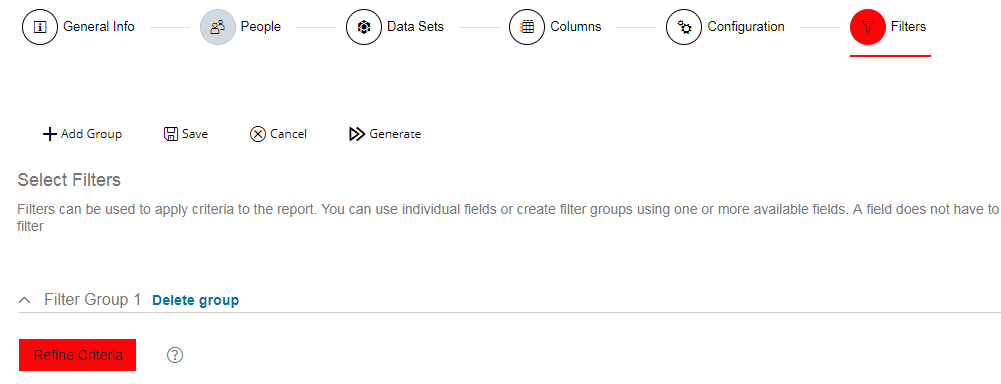 General Info People Data Sets Columns Configuration Filters
Add Group Save Cancel Generate
Select Filters
Filters can be used to apply criteria to the report. You can use individual fields or create filter groups using one or more available fields. A field does not have to
filter
Filter Group 1 Delete group
Refine Criteria ?